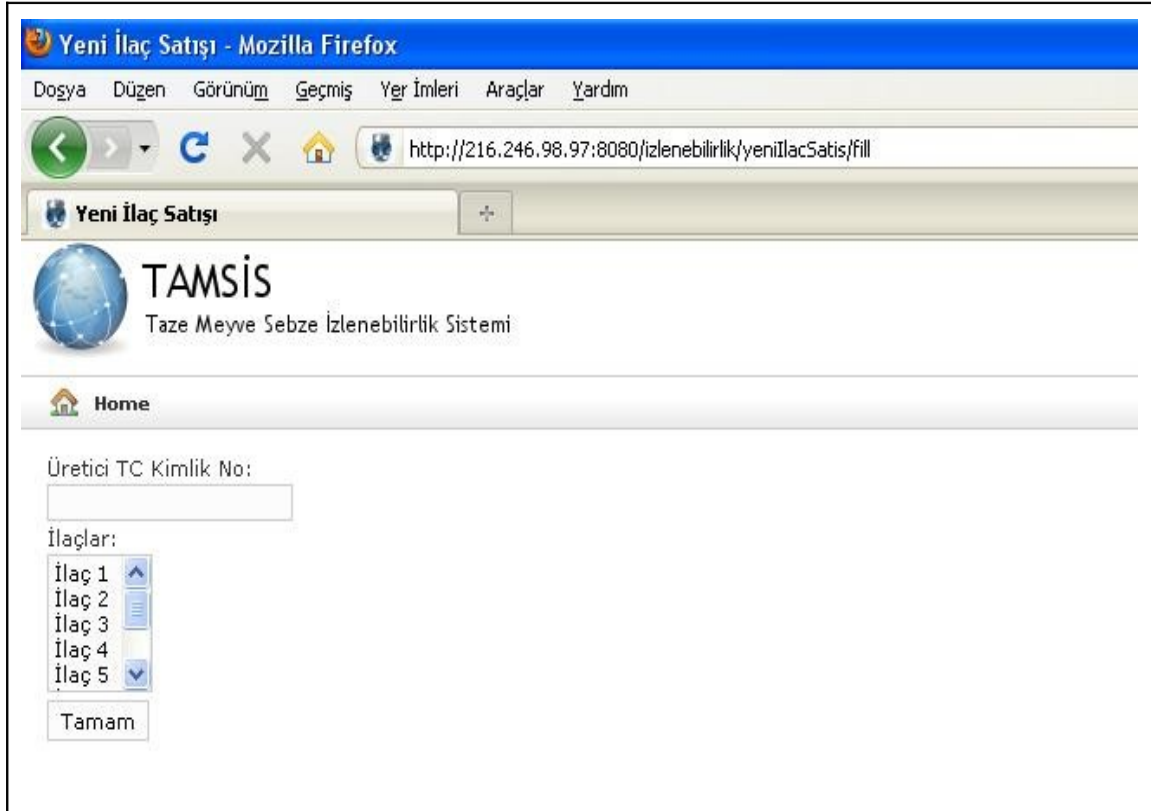 Yeni İlaç Satışı - Mozilla Firefox
Dosya Düzen Görünüm Geçmiş Yer İmleri Araçlar Yardım
http://216.246.98.97:8080/izlenebilirlik/yeniIlacSatis/fill
Yeni İlaç Satışı
TAMSİS
Taze Meyve Sebze İzlenebilirlik Sistemi
Home
Üretici TC Kimlik No:
İlaçlar:
İlaç 1
İlaç 2
İlaç 3
İlaç 4
İlaç 5
Tamam